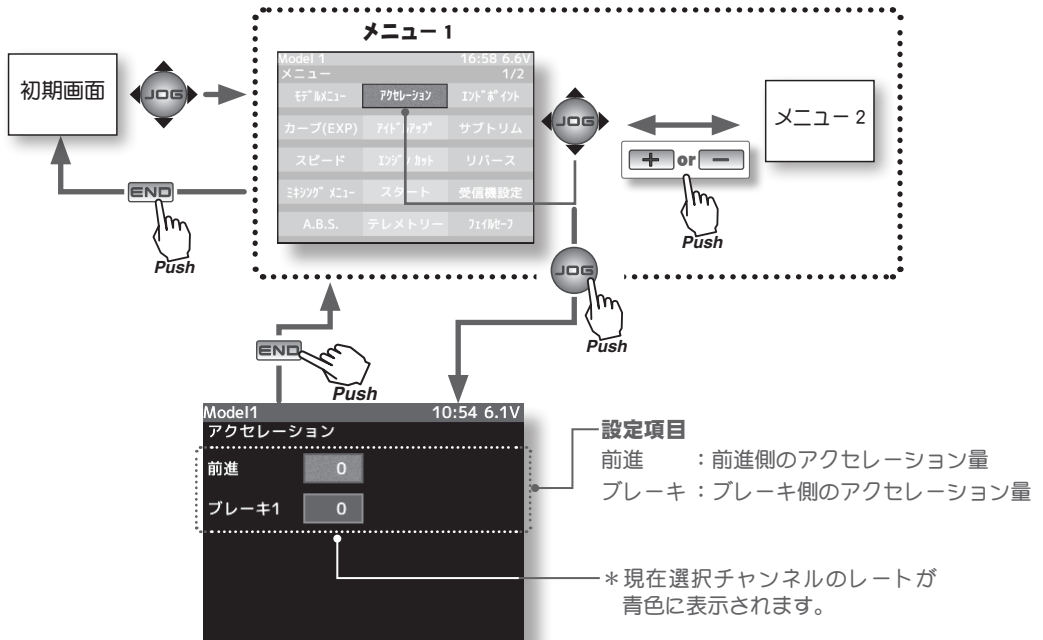 メニュー 1
初期画面
JOG
Model 1 16:58 6.6V
メニュー 1/2
モデルメニュー アクセレーション エンドポイント
カーブ(EXP) アイドルアップ サブトリム
スピード エンジンカット リバース
ミキシング メニュー スタート 受信機設定
A.B.S. テレメトリー フェイルセーフ
JOG
+ or -
Push
メニュー 2
END
Push
JOG
Push
END
Push
Model1 10:54 6.1V
アクセレーション
前進 0
ブレーキ1 0
設定項目
前進 :前進側のアクセレーション量
ブレーキ:ブレーキ側のアクセレーション量
＊現在選択チャンネルのレートが
青色に表示されます。